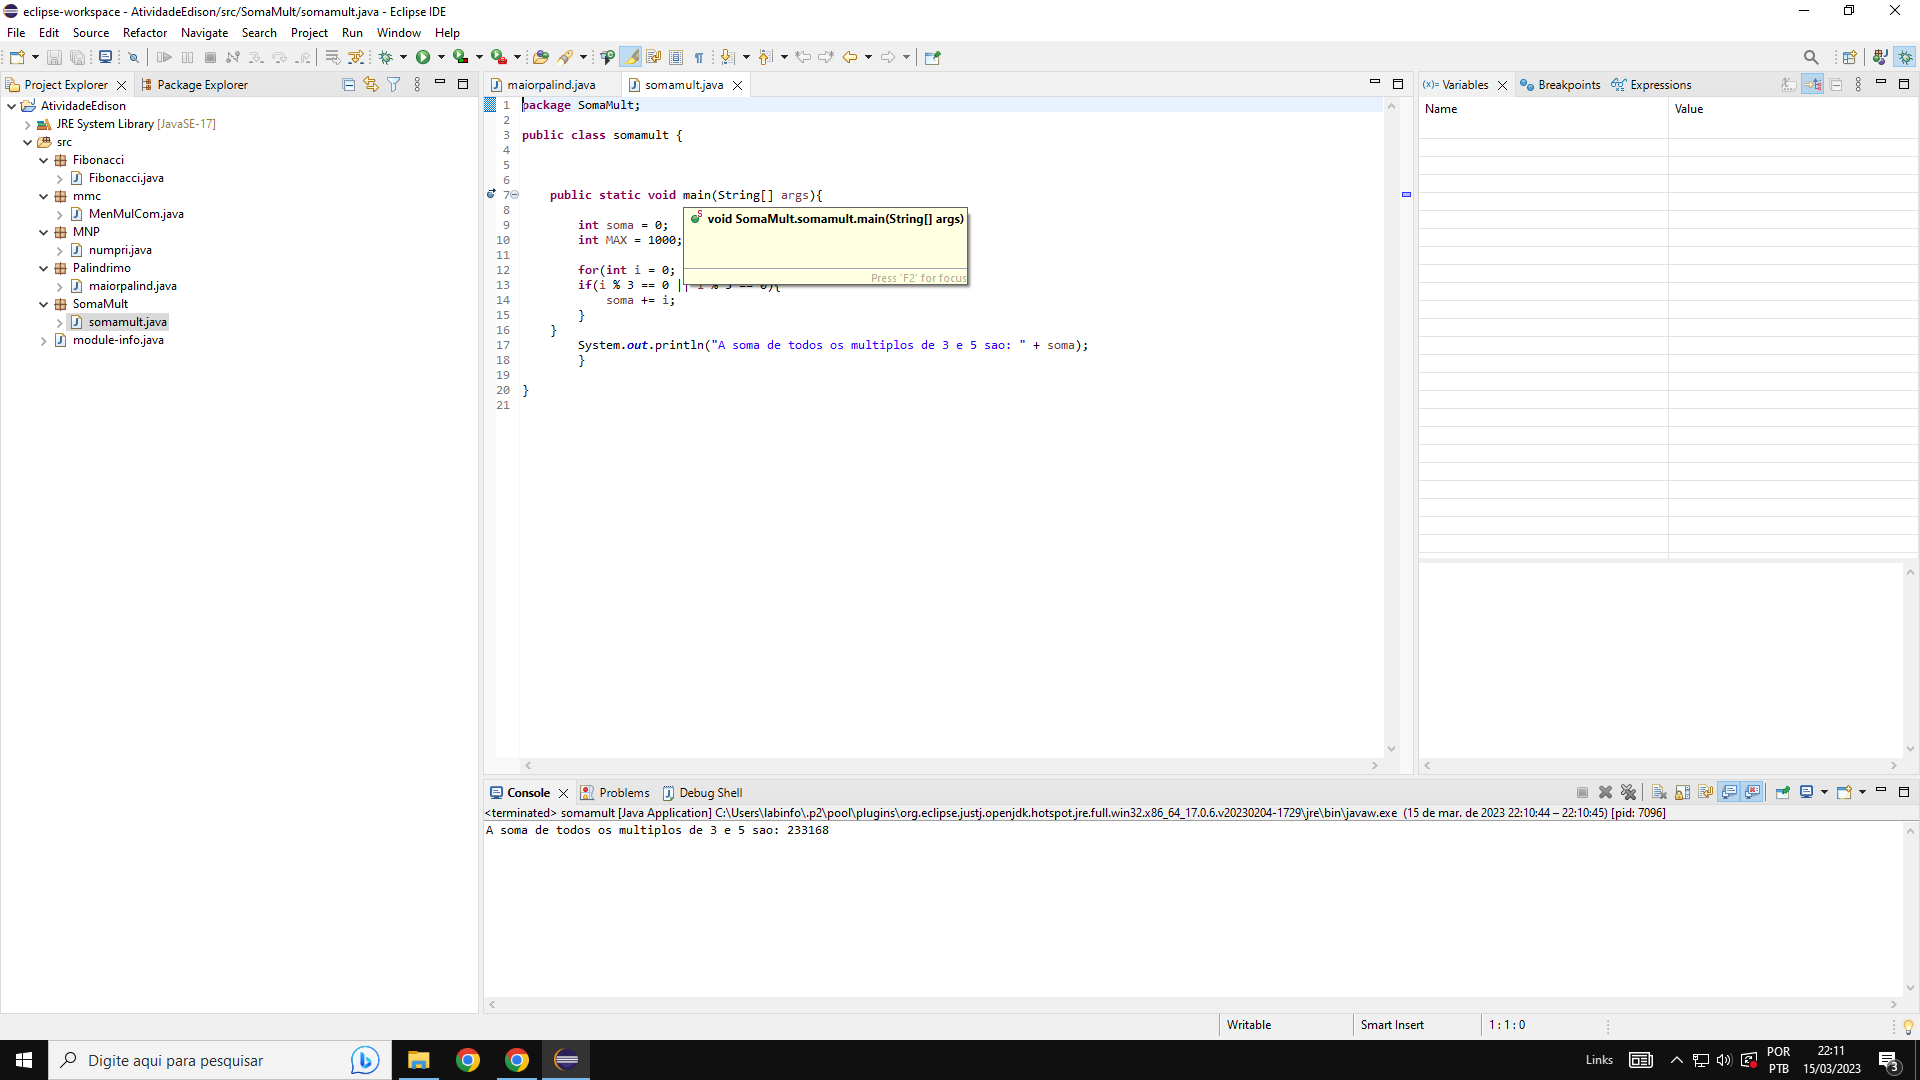 eclipse-workspace - AtividadeEdison/src/SomaMult/somamult.java - Eclipse IDE
File Edit Source Refactor Navigate Search Project Run Window Help
Project Explorer Package Explorer
AtividadeEdison
JRE System Library [JavaSE-17]
src
Fibonacci
Fibonacci.java
mmc
MenMulCom.java
MNP
numpri.java
Palindrimo
maiorpalind.java
SomaMult
somamult.java
module-info.java
maiorpalind.java somamult.java
1 package SomaMult;
2
3 public class somamult {
4
5
6
7 public static void main(String[] args){
8
9 int soma = 0;
10 int MAX = 1000;
11
12 for(int i = 0;
13 if(i % 3 == 0 ||
14 soma += i;
15 }
16 }
17 System.out.println("A soma de todos os multiplos de 3 e 5 sao: " + soma);
18 }
19
20 }
21
void SomaMult.somamult.main(String[] args)
Press 'F2' for focus
(x)= Variables Breakpoints Expressions
Name Value
Console Problems Debug Shell
<terminated> somamult [Java Application] C:\Users\labinfo\.p2\pool\plugins\org.eclipse.justj.openjdk.hotspot.jre.full.win32.x86_64_17.0.6.v20230204-1729\jre\bin\javaw.exe (15 de mar. de 2023 22:10:44 – 22:10:45) [pid: 7096]
A soma de todos os multiplos de 3 e 5 sao: 233168
Writable Smart Insert 1 : 1 : 0
Digite aqui para pesquisar
Links
POR
PTB
22:11
15/03/2023
3